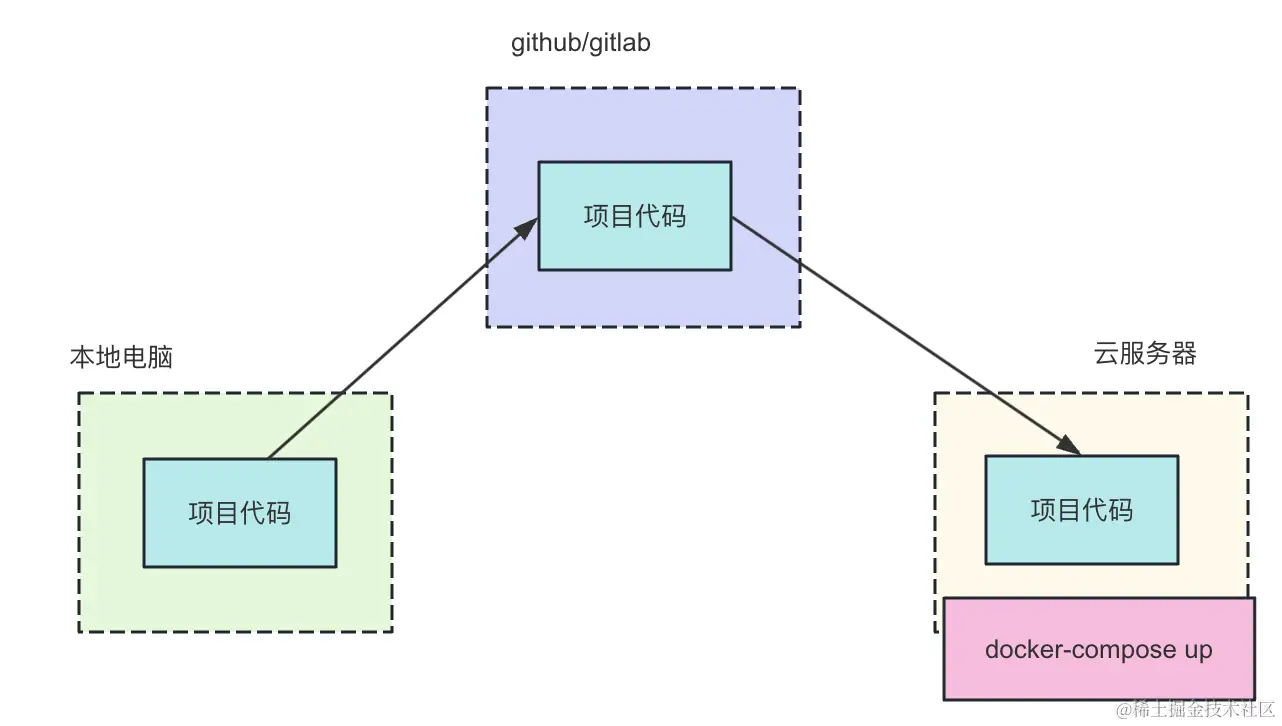 github/gitlab
项目代码
本地电脑
云服务器
项目代码
项目代码
docker-compose up
@稀土掘金技术社区